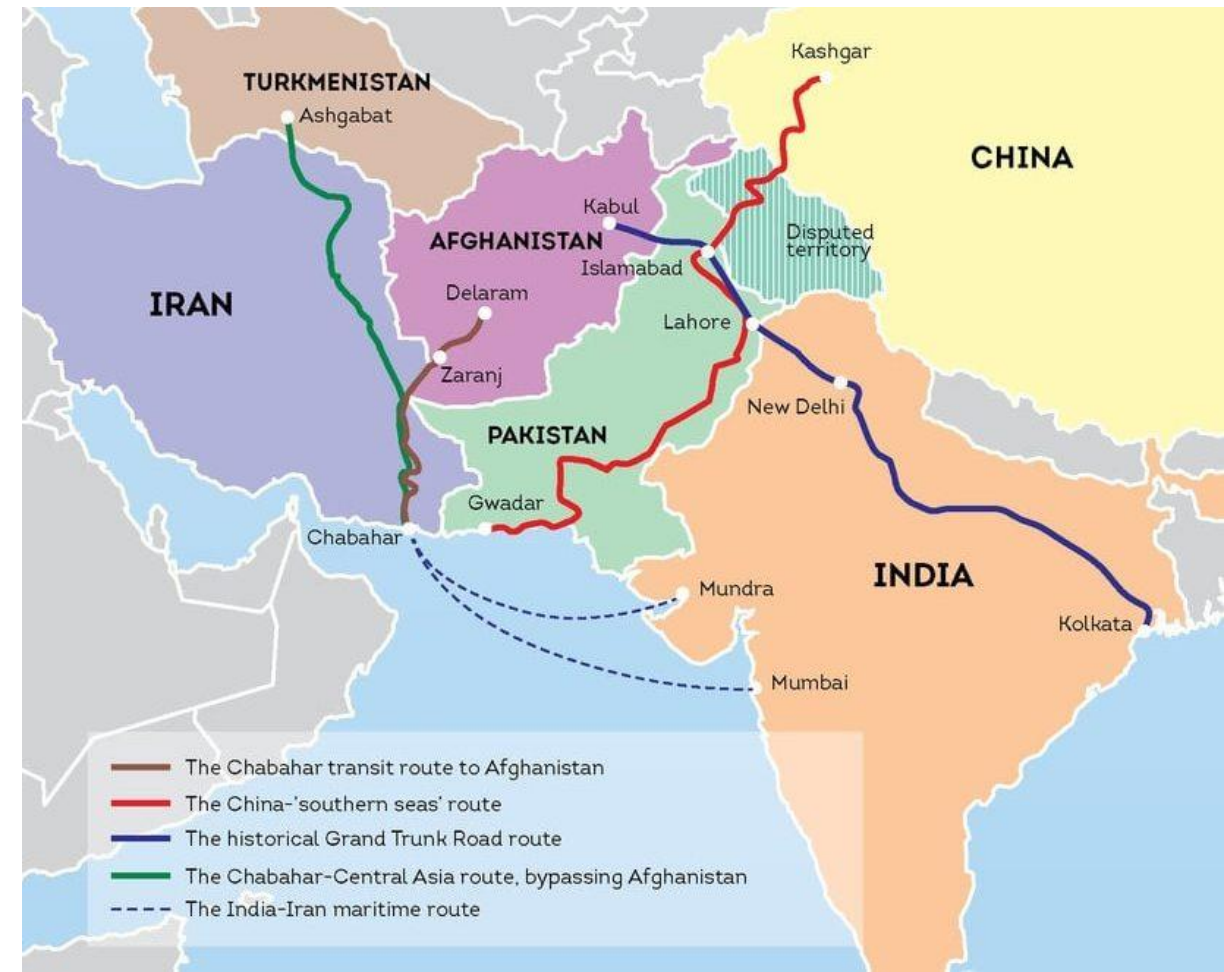 Kashgar
TURKMENISTAN
Ashgabat
CHINA
Kabul
AFGHANISTAN
Disputed
territory
Islamabad
IRAN
Delaram
Lahore
Zaranj
New Delhi
PAKISTAN
Gwadar
Chabahar
INDIA
Mundra
Kolkata
Mumbai
The Chabahar transit route to Afghanistan
The China-'southern seas' route
The historical Grand Trunk Road route
The Chabahar-Central Asia route, bypassing Afghanistan
The India-Iran maritime route